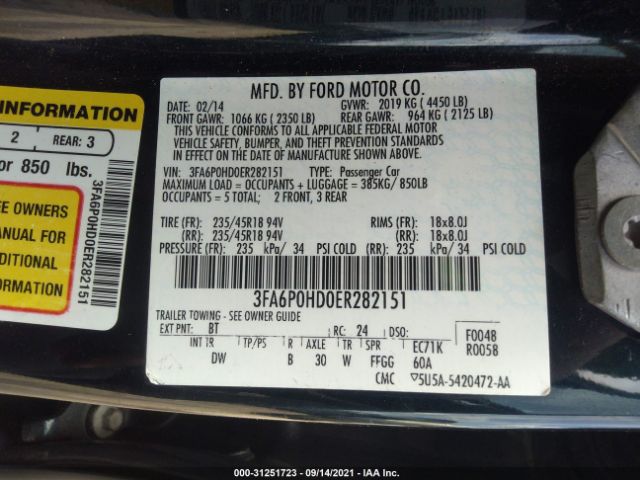 INFORMATION
2 REAR: 3
or 850 lbs.
EE OWNERS
MANUAL FOR
DDITIONAL
NFORMATION
3FA6P0HD0ER282151
MFD. BY FORD MOTOR CO.
DATE: 02/14 GVWR: 2019 KG ( 4450 LB)
FRONT GAWR: 1066 KG ( 2350 LB) REAR GAWR: 964 KG ( 2125 LB)
THIS VEHICLE CONFORMS TO ALL APPLICABLE FEDERAL MOTOR
VEHICLE SAFETY, BUMPER, AND THEFT PREVENTION STANDARDS
IN EFFECT ON THE DATE OF MANUFACTURE SHOWN ABOVE.
VIN: 3FA6P0HD0ER282151 TYPE: Passenger Car
MAXIMUM LOAD = OCCUPANTS + LUGGAGE = 385KG/ 850LB
OCCUPANTS = 5 TOTAL; 2 FRONT, 3 REAR
TIRE (FR): 235/45R18 94V RIMS (FR): 18x8.0J
(RR): 235/45R18 94V (RR): 18x8.0J
PRESSURE (FR): 235 kPa/ 34 PSI COLD (RR): 235 kPa/ 34 PSI COLD
3FA6P0HD0ER282151
TRAILER TOWING - SEE OWNER GUIDE
EXT PNT: BT RC: 24 DSO: F0048
INT TR TP/PS R AXLE TR SPR EC71K R0058
DW B 30 W FFGG 60A
CMC ▽5U5A-5420472-AA
000-31251723 - 09/14/2021 - IAA Inc.